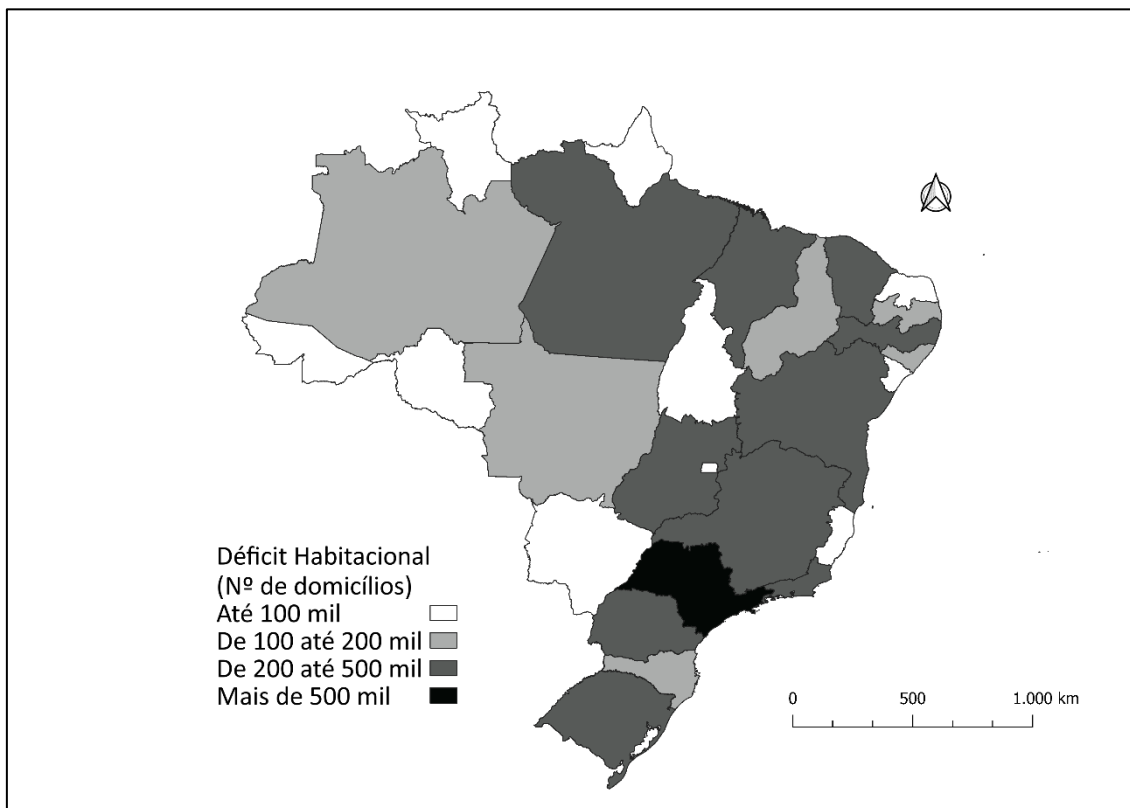 Déficit Habitacional
(Nº de domicílios)
Até 100 mil
De 100 até 200 mil
De 200 até 500 mil
Mais de 500 mil
0 500 1.000 km